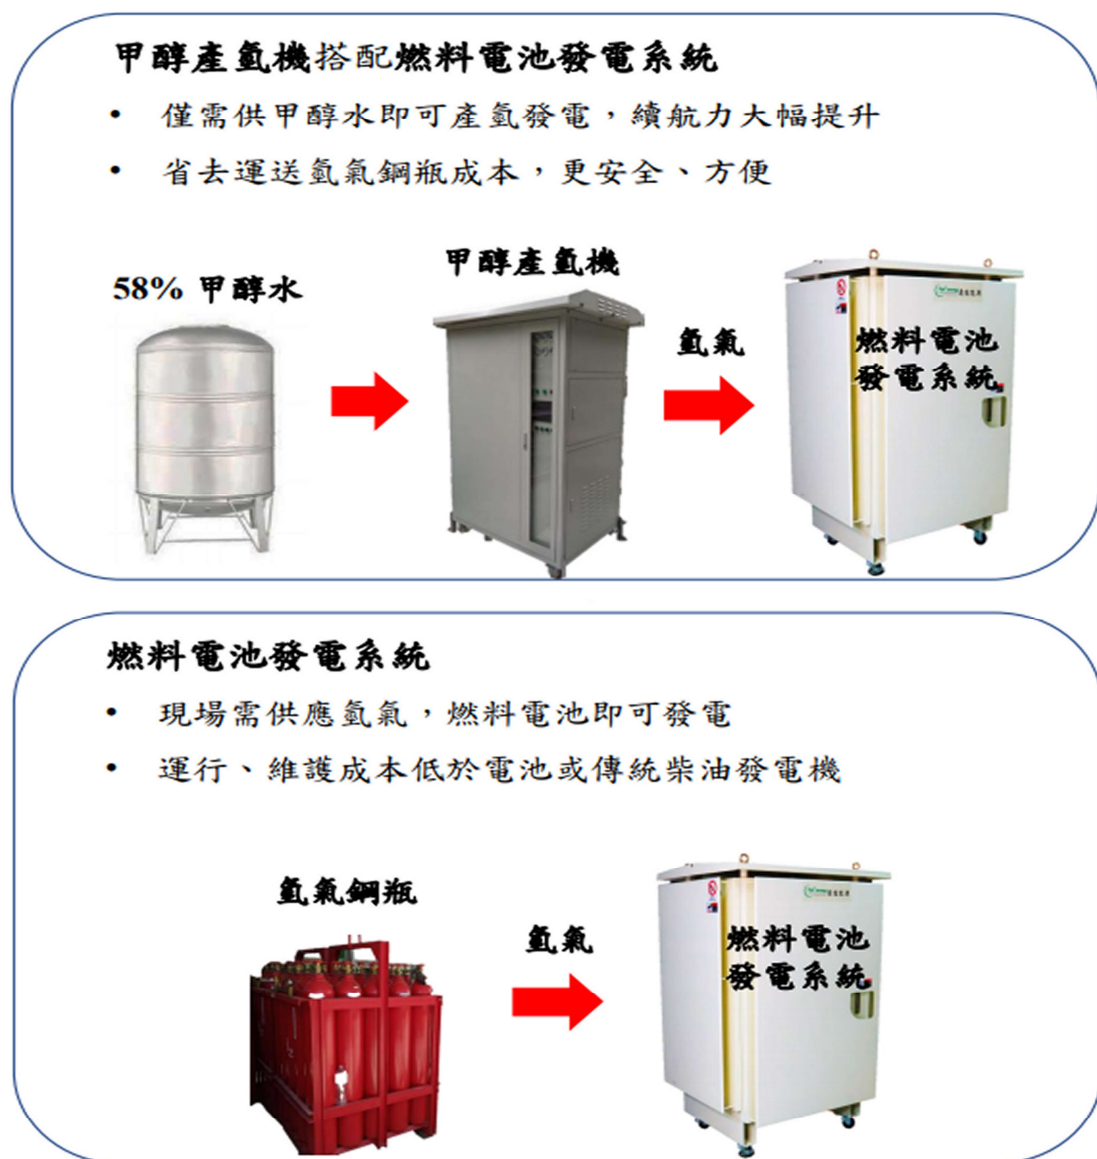 甲醇產氫機搭配燃料電池發電系統
• 僅需供甲醇水即可產氫發電，續航力大幅提升
• 省去運送氫氣鋼瓶成本，更安全、方便
58% 甲醇水
甲醇產氫機
氫氣
燃料電池
發電系統
燃料電池發電系統
• 現場需供應氫氣，燃料電池即可發電
• 運行、維護成本低於電池或傳統柴油發電機
氫氣鋼瓶
氫氣
燃料電池
發電系統